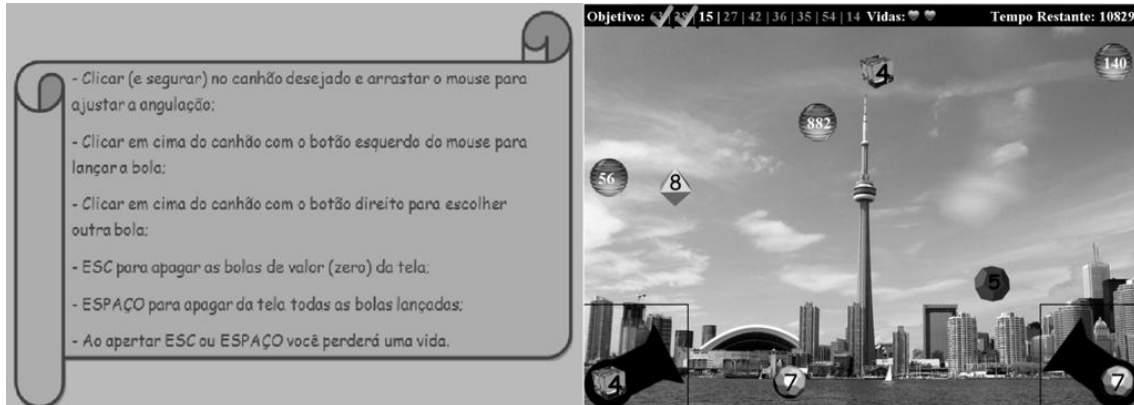 - Clicar (e segurar) no canhão desejado e arrastar o mouse para
ajustar a angulação;
- Clicar em cima do canhão com o botão esquerdo do mouse para
lançar a bola;
- Clicar em cima do canhão com o botão direito para escolher
outra bola;
- ESC para apagar as bolas de valor (zero) da tela;
- ESPAÇO para apagar da tela todas as bolas lançadas;
- Ao apertar ESC ou ESPAÇO você perderá uma vida.
Objetivo: | 15 | 27 | 42 | 36 | 35 | 54 | 14 Vidas: Tempo Restante: 10829
4
140
882
56
8
5
4
7
7